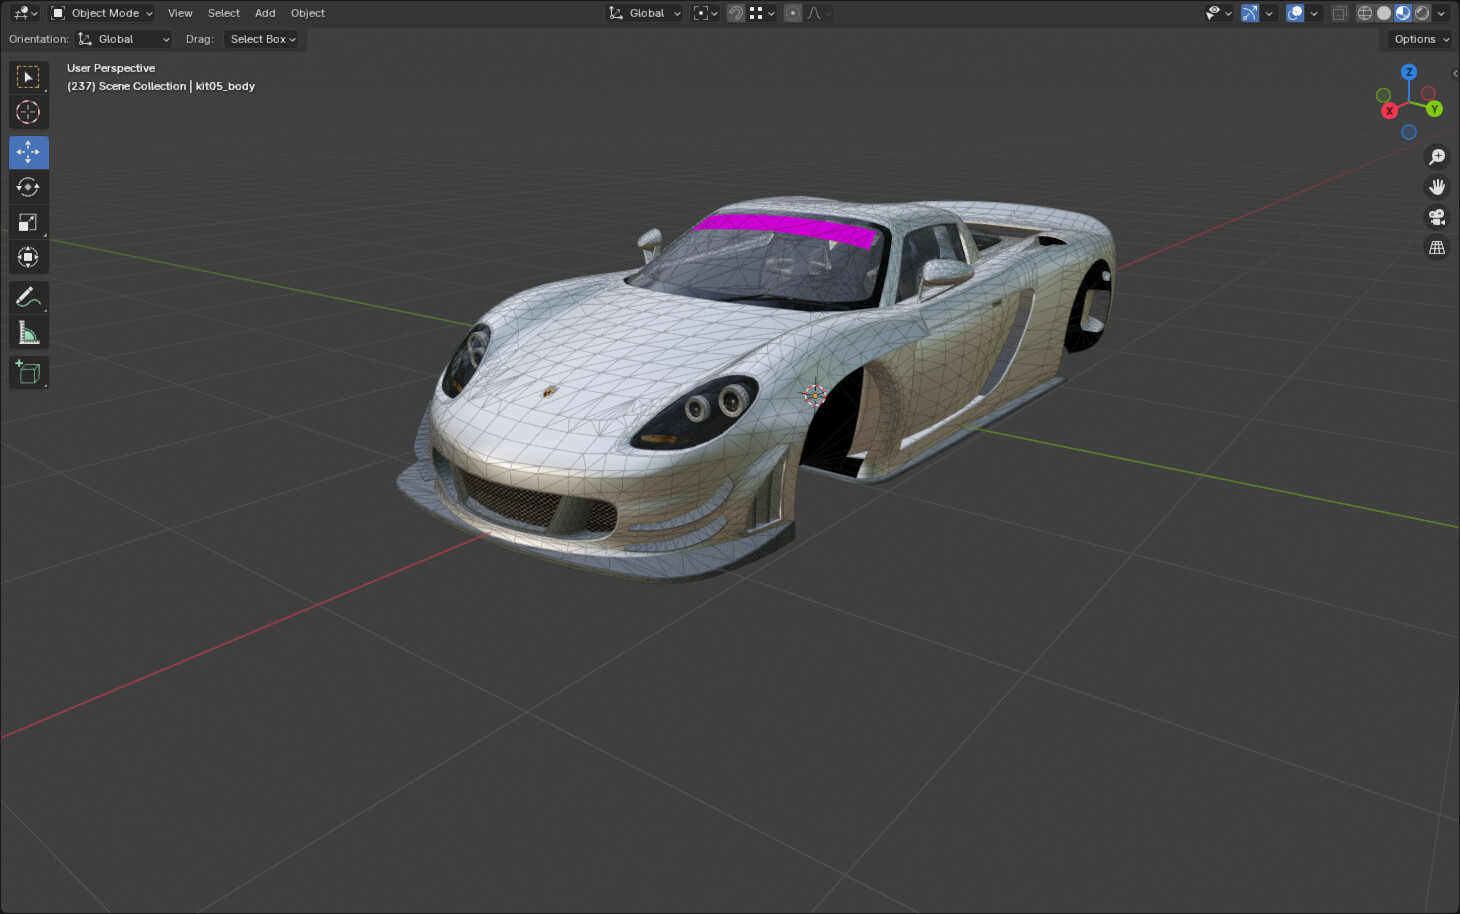 Object Mode View Select Add Object Global
Orientation: Global Drag: Select Box Options
User Perspective
(237) Scene Collection | kit05_body
Z
X Y